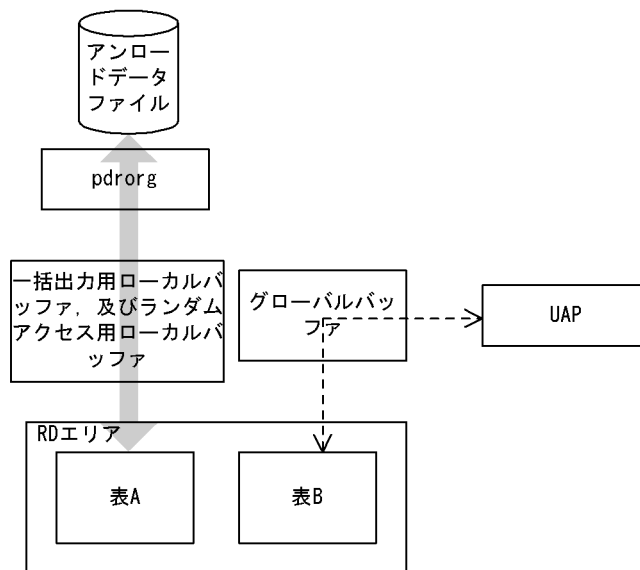 アンロー
ドデータ
ファイル
pdrorg
一括出力用ローカルバ
ッファ，及びランダム
アクセス用ローカルバ
ッファ
グローバルバッ
ファ
UAP
RDエリア
表A
表B